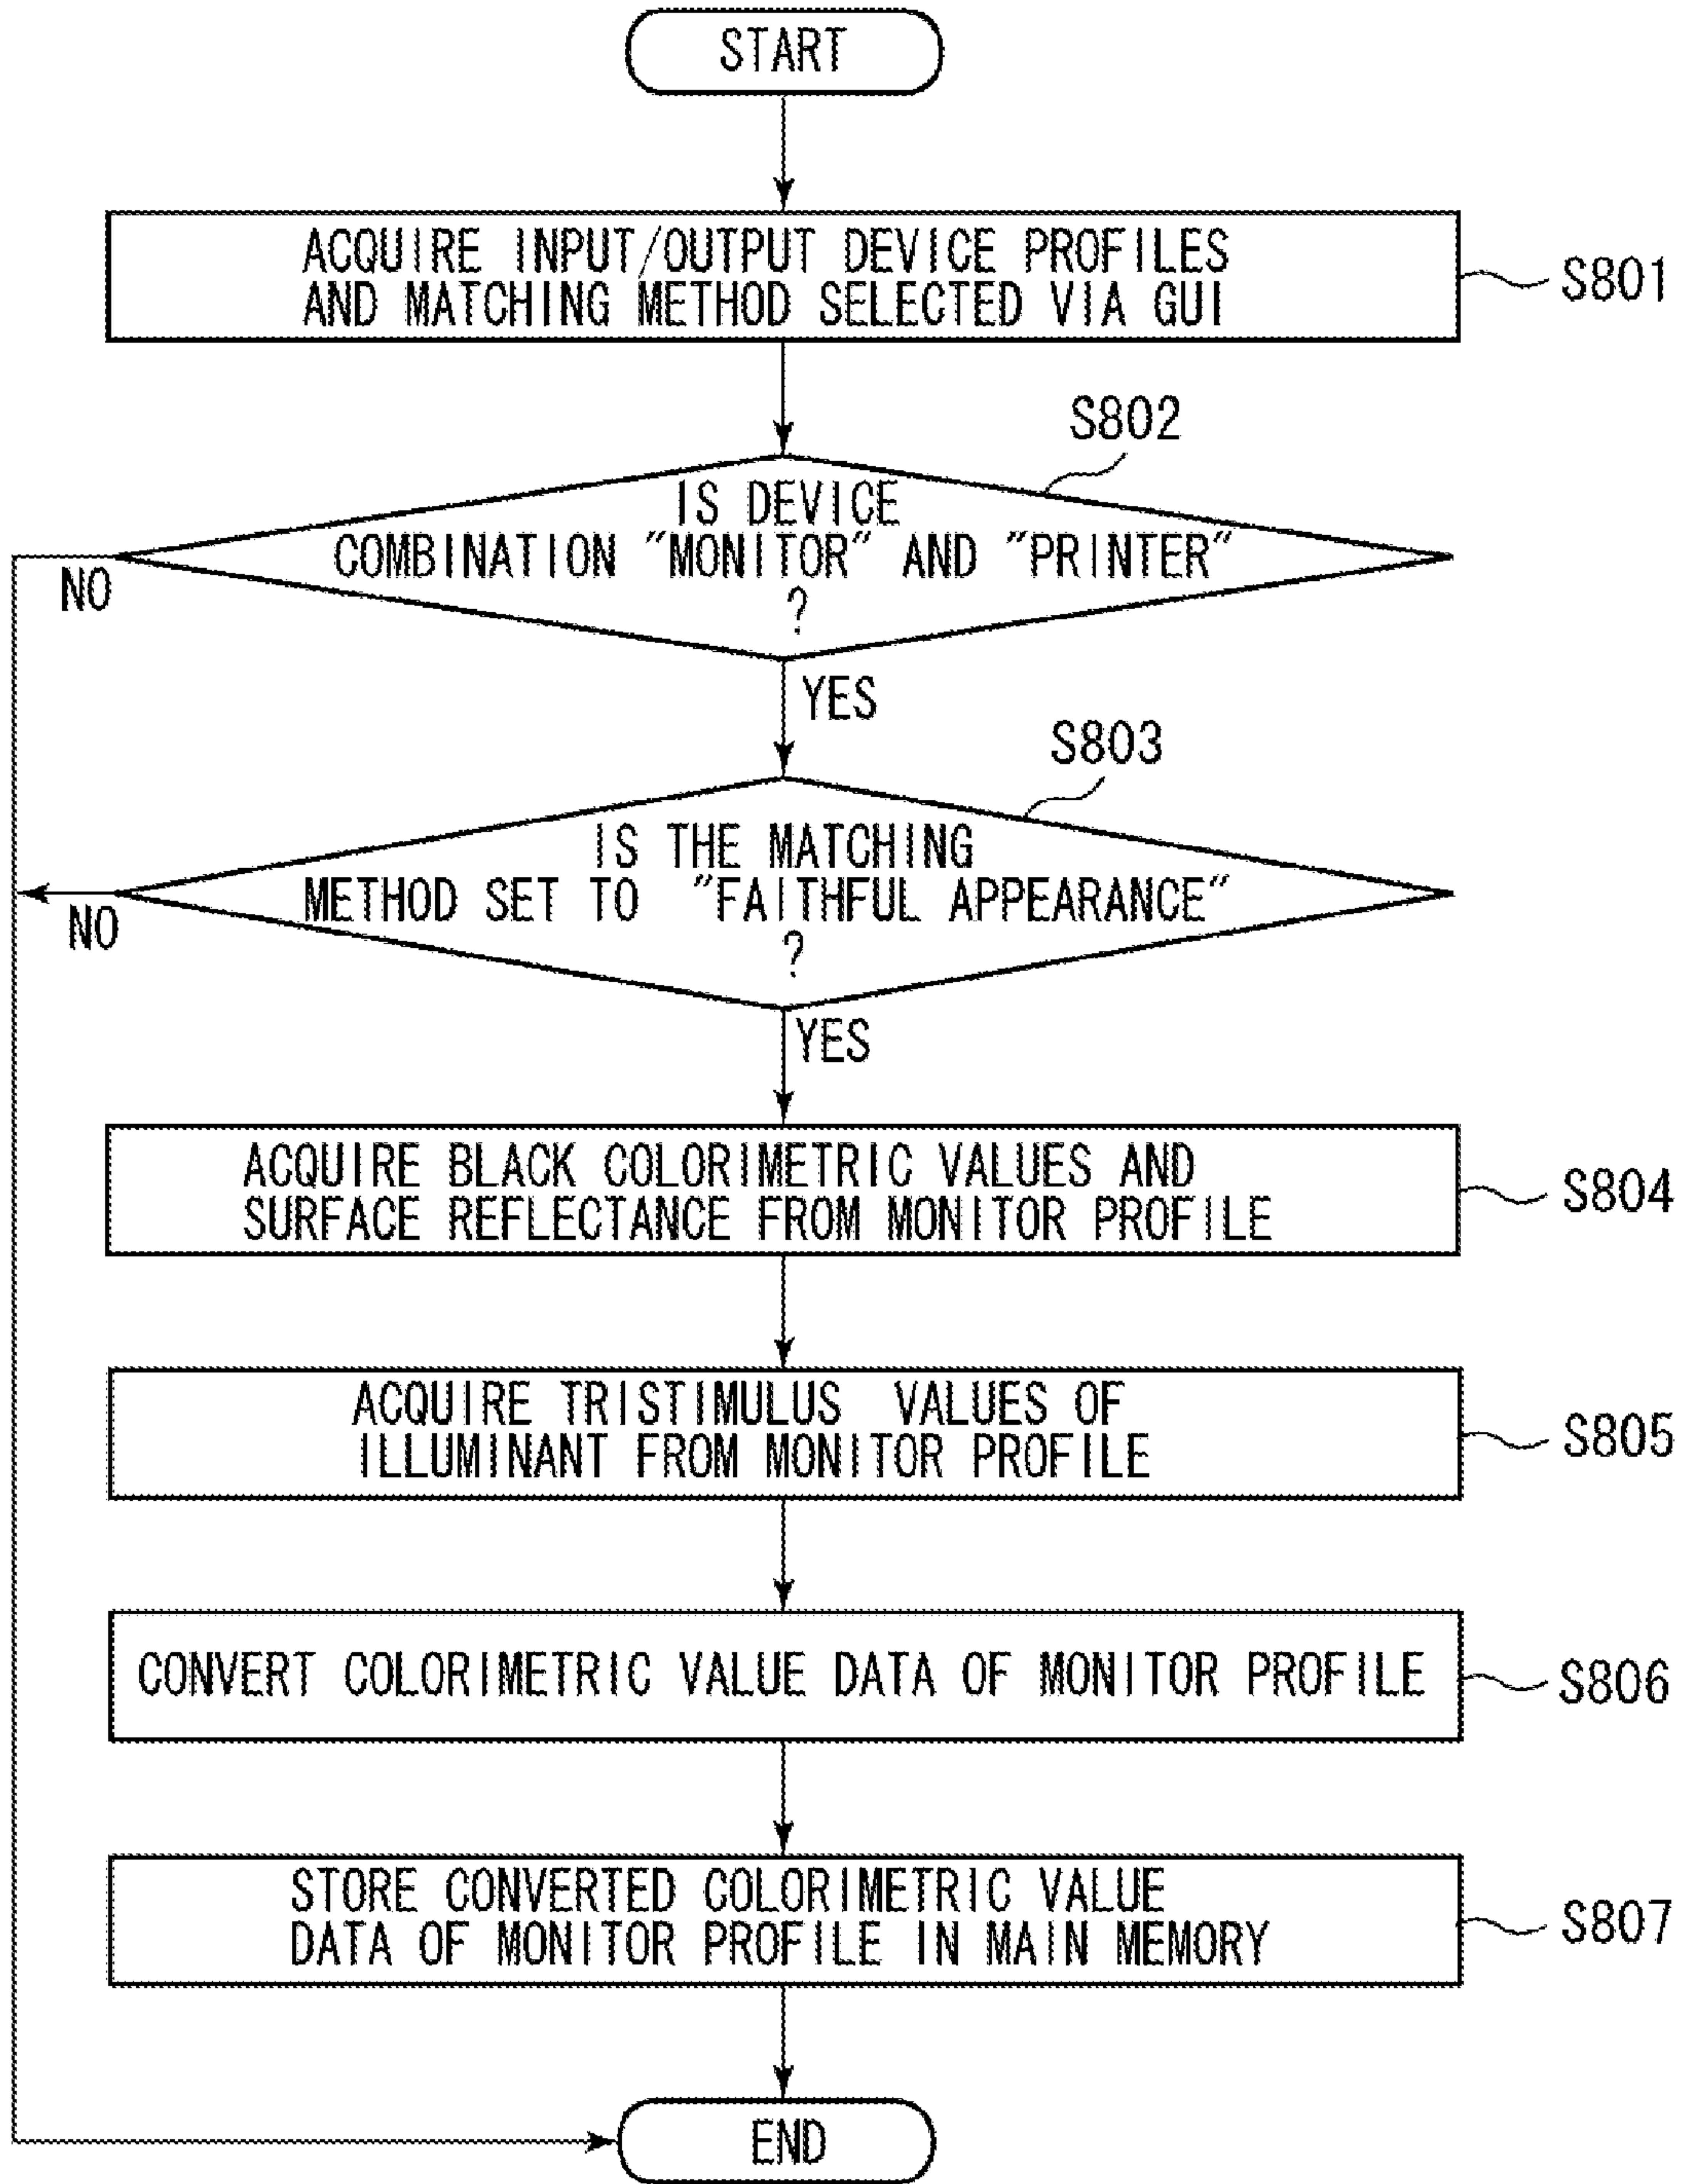 START
ACQUIRE INPUT/OUTPUT DEVICE PROFILES
AND MATCHING METHOD SELECTED VIA GUI
S801
S802
IS DEVICE
COMBINATION "MONITOR" AND "PRINTER"
?
NO
YES
S803
IS THE MATCHING
METHOD SET TO "FAITHFUL APPEARANCE"
?
NO
YES
ACQUIRE BLACK COLORIMETRIC VALUES AND
SURFACE REFLECTANCE FROM MONITOR PROFILE
S804
ACQUIRE TRISTIMULUS VALUES OF
ILLUMINANT FROM MONITOR PROFILE
S805
CONVERT COLORIMETRIC VALUE DATA OF MONITOR PROFILE
S806
STORE CONVERTED COLORIMETRIC VALUE
DATA OF MONITOR PROFILE IN MAIN MEMORY
S807
END